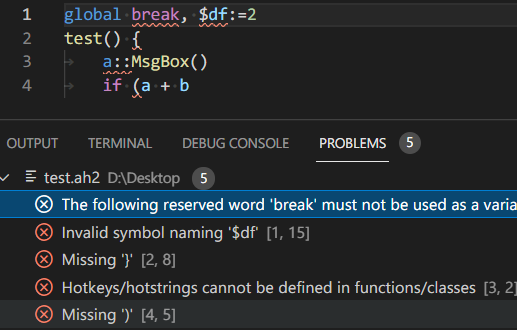 1 global break, $df:=2
2 test() {
3 a::MsgBox()
4 if (a + b
OUTPUT TERMINAL DEBUG CONSOLE PROBLEMS 5
test.ah2 D:\Desktop 5
The following reserved word 'break' must not be used as a varia
Invalid symbol naming '$df' [1, 15]
Missing '}' [2, 8]
Hotkeys/hotstrings cannot be defined in functions/classes [3, 2]
Missing ')' [4, 5]